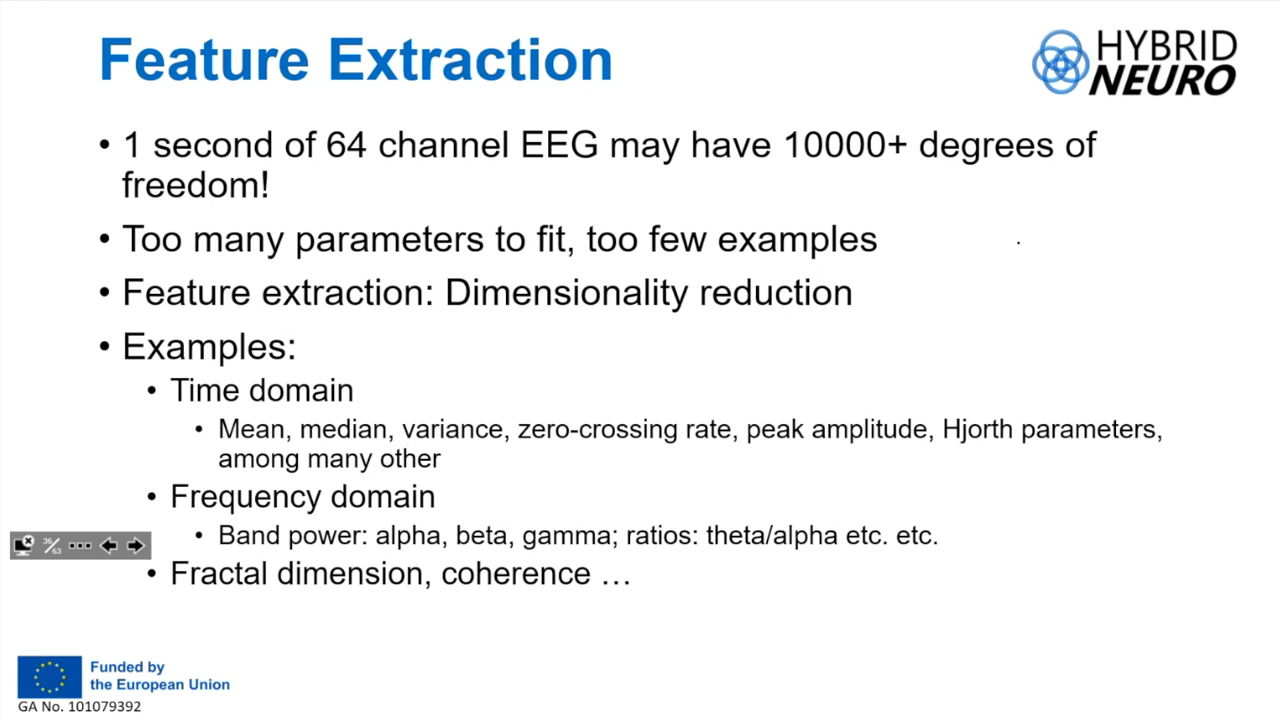 Feature Extraction
HYBRID
NEURO
• 1 second of 64 channel EEG may have 10000+ degrees of
freedom!
• Too many parameters to fit, too few examples
• Feature extraction: Dimensionality reduction
• Examples:
• Time domain
• Mean, median, variance, zero-crossing rate, peak amplitude, Hjorth parameters,
among many other
• Frequency domain
• Band power: alpha, beta, gamma; ratios: theta/alpha etc. etc.
36/63
• Fractal dimension, coherence …
Funded by
the European Union
GA No. 101079392